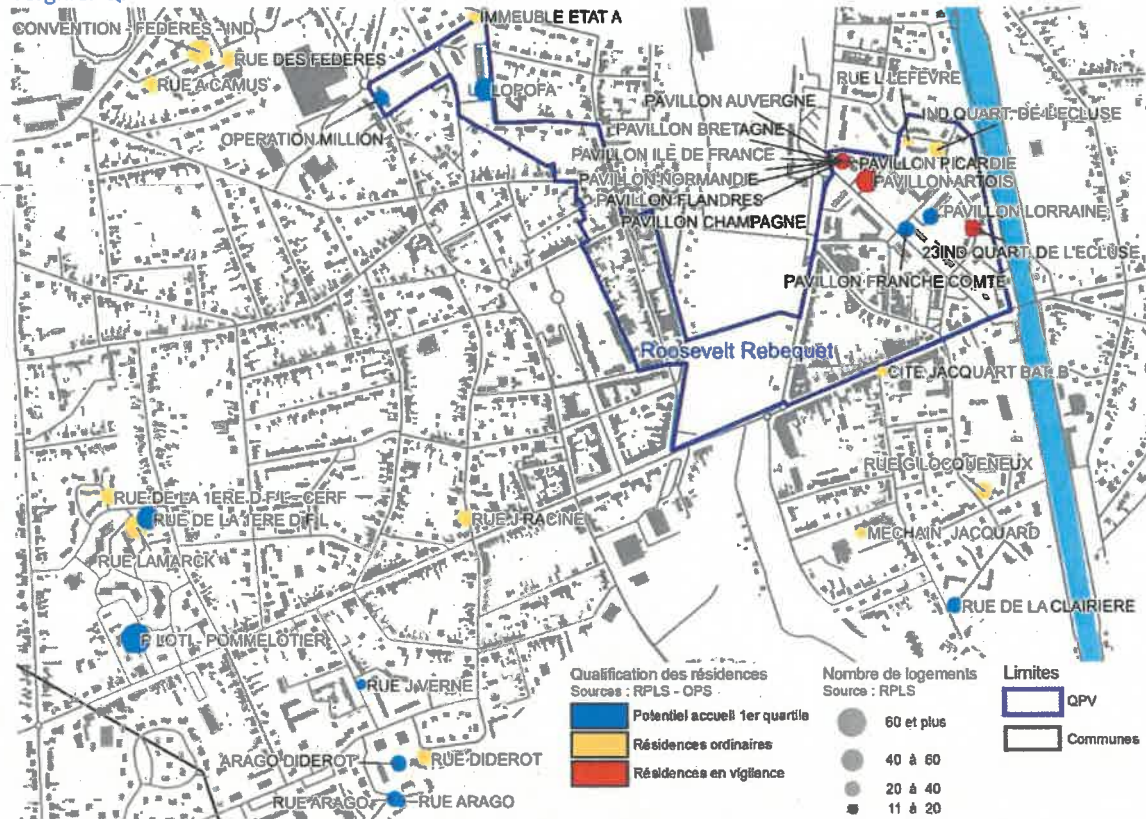 IMMEUBLE ETAT A
CONVENTION - FEDERES - IND
RUE DES FEDERES
RUE A CAMUS
LOPOFA
OPERATION MILLION
RUE L LEFEVRE
PAVILLON AUVERGNE
IND QUART. DE L'ECLUSE
PAVILLON BRETAGNE
PAVILLON ILE DE FRANCE
PAVILLON PICARDIE
PAVILLON NORMANDIE
PAVILLON ARTOIS
PAVILLON FLANDRES
PAVILLON CHAMPAGNE
PAVILLON LORRAINE
23IND QUART. DE L'ECLUSE
PAVILLON FRANCHE COMTE
Roosevelt Rebequet
CITE JACQUART BAT. B
RUE G LOCQUENEUX
RUE DE LA 1ERE D.F.L - CERF
RUE DE LA 1ERE D.F.L
RUE J RACINE
MECHAIN JACQUARD
RUE LAMARCK
RUE DE LA CLAIRIERE
P LOTI - POMMELOTIER
RUE J VERNE
ARAGO DIDEROT
RUE DIDEROT
RUE ARAGO
RUE ARAGO
Qualification des résidences
Sources : RPLS - OPS
Potentiel accueil 1er quartile
Résidences ordinaires
Résidences en vigilance
Nombre de logements
Source : RPLS
60 et plus
40 à 60
20 à 40
11 à 20
Limites
QPV
Communes